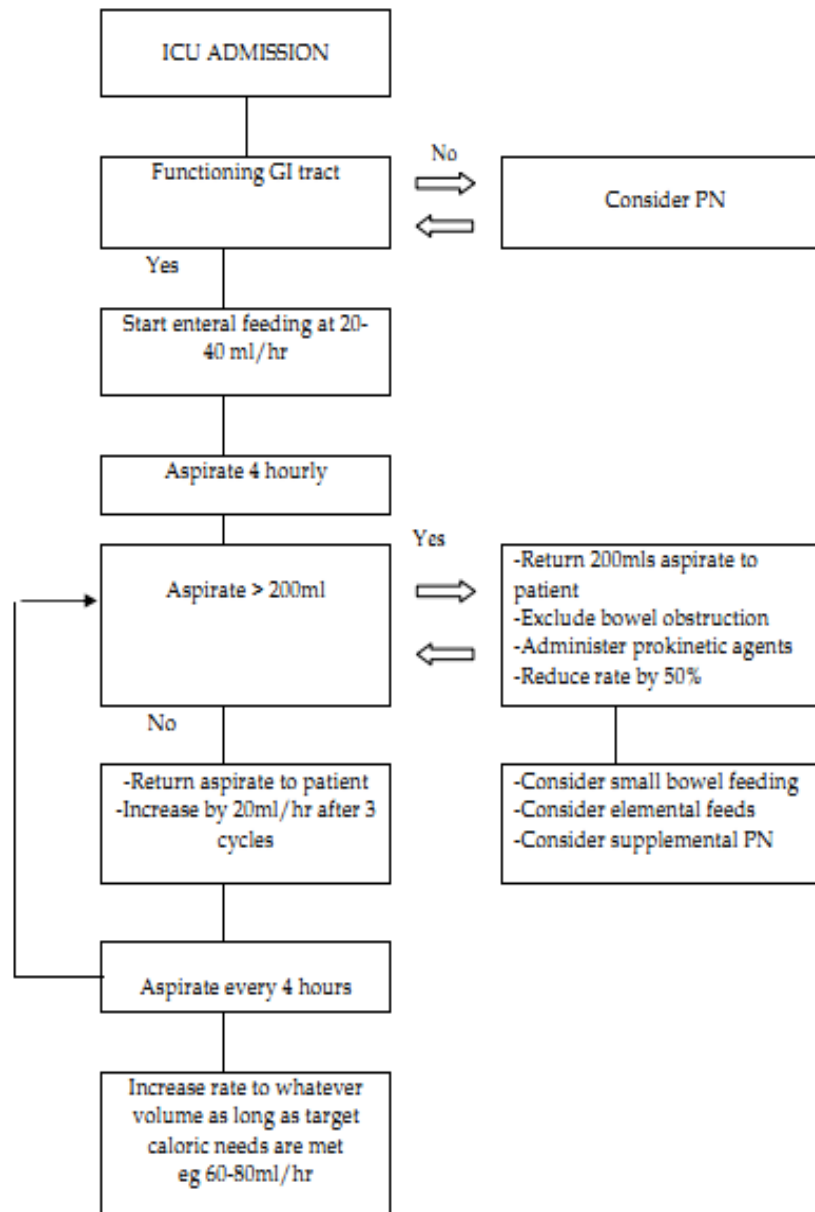 ICU ADMISSION
Functioning GI tract
No
Consider PN
Yes
Start enteral feeding at 20-
40 ml/hr
Aspirate 4 hourly
Aspirate > 200ml
Yes
-Return 200mls aspirate to
patient
-Exclude bowel obstruction
-Administer prokinetic agents
-Reduce rate by 50%
No
-Return aspirate to patient
-Increase by 20ml/hr after 3
cycles
-Consider small bowel feeding
-Consider elemental feeds
-Consider supplemental PN
Aspirate every 4 hours
Increase rate to whatever
volume as long as target
caloric needs are met
eg 60-80ml/hr